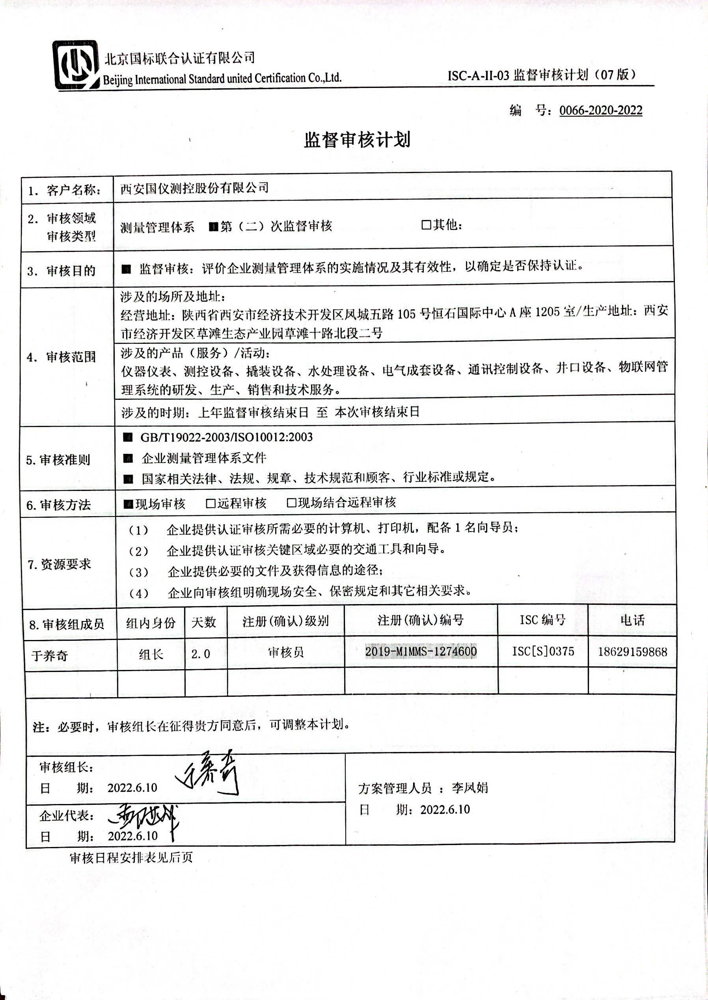 北京国标联合认证有限公司
Beijing International Standard united Certification Co.,Ltd.
ISC-A-II-03 监督审核计划（07 版）
编 号：0066-2020-2022
监督审核计划
1. 客户名称： 西安国仪测控股份有限公司
2. 审核领域
审核类型
测量管理体系 ■第（二）次监督审核 □其他：
3. 审核目的 ■ 监督审核：评价企业测量管理体系的实施情况及其有效性，以确定是否保持认证。
4. 审核范围
涉及的场所及地址：
经营地址：陕西省西安市经济技术开发区凤城五路 105 号恒石国际中心 A 座 1205 室/生产地址：西安
市经济开发区草滩生态产业园草滩十路北段二号
涉及的产品（服务）/活动：
仪器仪表、测控设备、撬装设备、水处理设备、电气成套设备、通讯控制设备、井口设备、物联网管
理系统的研发、生产、销售和技术服务。
涉及的时期：上年监督审核结束日 至 本次审核结束日
5.审核准则
■ GB/T19022-2003/ISO10012:2003
■ 企业测量管理体系文件
■ 国家相关法律、法规、规章、技术规范和顾客、行业标准或规定。
6.审核方法 ■现场审核 □远程审核 □现场结合远程审核
7.资源要求
（1） 企业提供认证审核所需必要的计算机、打印机，配备 1 名向导员；
（2） 企业提供认证审核关键区域必要的交通工具和向导。
（3） 企业提供必要的文件及获得信息的途径；
（4） 企业向审核组明确现场安全、保密规定和其它相关要求。
8.审核组成员 组内身份 天数 注册(确认)级别 注册(确认)编号 ISC 编号 电话
于养奇 组长 2.0 审核员 2019-M1MMS-1274600 ISC[S]0375 18629159868
注：必要时，审核组长在征得贵方同意后，可调整本计划。
审核组长： 于养奇
日 期： 2022.6.10
企业代表：
日 期： 2022.6.10
方案管理人员 ：李凤娟
日 期：2022.6.10
审核日程安排表见后页